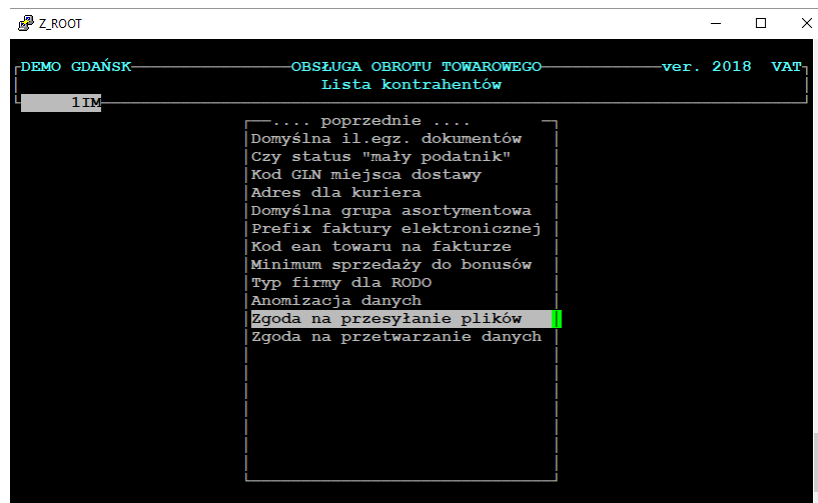 Z_ROOT
DEMO GDAŃSK OBSŁUGA OBROTU TOWAROWEGO ver. 2018 VAT
Lista kontrahentów
1IM
.... poprzednie ....
Domyślna il.egz. dokumentów
Czy status "mały podatnik"
Kod GLN miejsca dostawy
Adres dla kuriera
Domyślna grupa asortymentowa
Prefix faktury elektronicznej
Kod ean towaru na fakturze
Minimum sprzedaży do bonusów
Typ firmy dla RODO
Anomizacja danych
Zgoda na przesyłanie plików
Zgoda na przetwarzanie danych